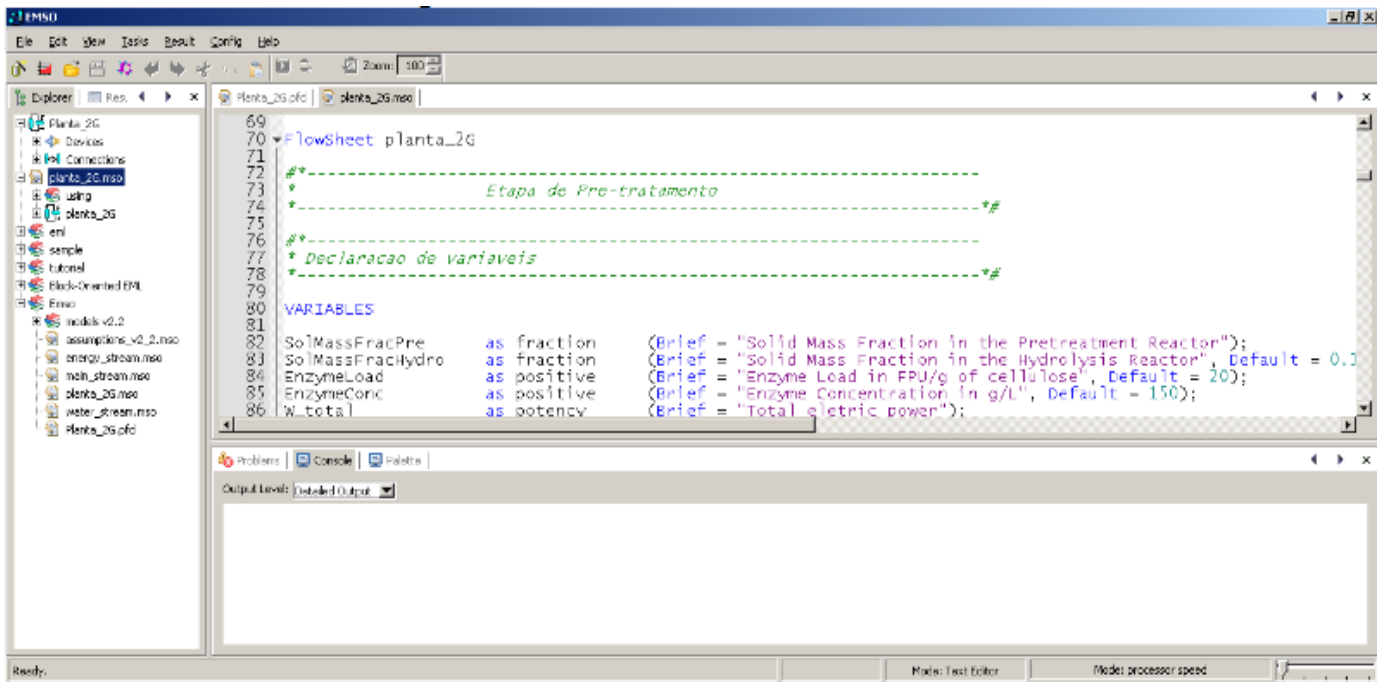 EMSO
File Edit View Tasks Result Config Help
Zoom: 100
Explorer Res.
Planta_2G
Devices
Connections
planta_2G.mso
using
planta_2G
eml
sample
tutorial
Block-Oriented EML
Emso
models v2.2
assumptions_v2_2.mso
energy_stream.mso
main_stream.mso
planta_2G.mso
water_stream.mso
Planta_2G.pfd
Planta_2G.pfd planta_2G.mso
69
70 FlowSheet planta_2G
71
72 #*-----------------------------------------------------------------------
73 * Etapa de Pre-tratamento
74 *-----------------------------------------------------------------------*#
75
76 #*-----------------------------------------------------------------------
77 * Declaracao de variaveis
78 *-----------------------------------------------------------------------*#
79
80 VARIABLES
81
82 SolMassFracPre as fraction (Brief = "Solid Mass Fraction in the Pretreatment Reactor");
83 SolMassFracHydro as fraction (Brief = "Solid Mass Fraction in the Hydrolysis Reactor", Default = 0.1
84 EnzymeLoad as positive (Brief = "Enzyme Load in FPU/g of cellulose", Default = 20);
85 EnzymeConc as positive (Brief = "Enzyme Concentration in g/L", Default = 150);
86 W_total as potency (Brief = "Total eletric power");
Problems Console Palette
Output Level: Detailed Output
Ready. Mode: Text Editor Mode: processor speed